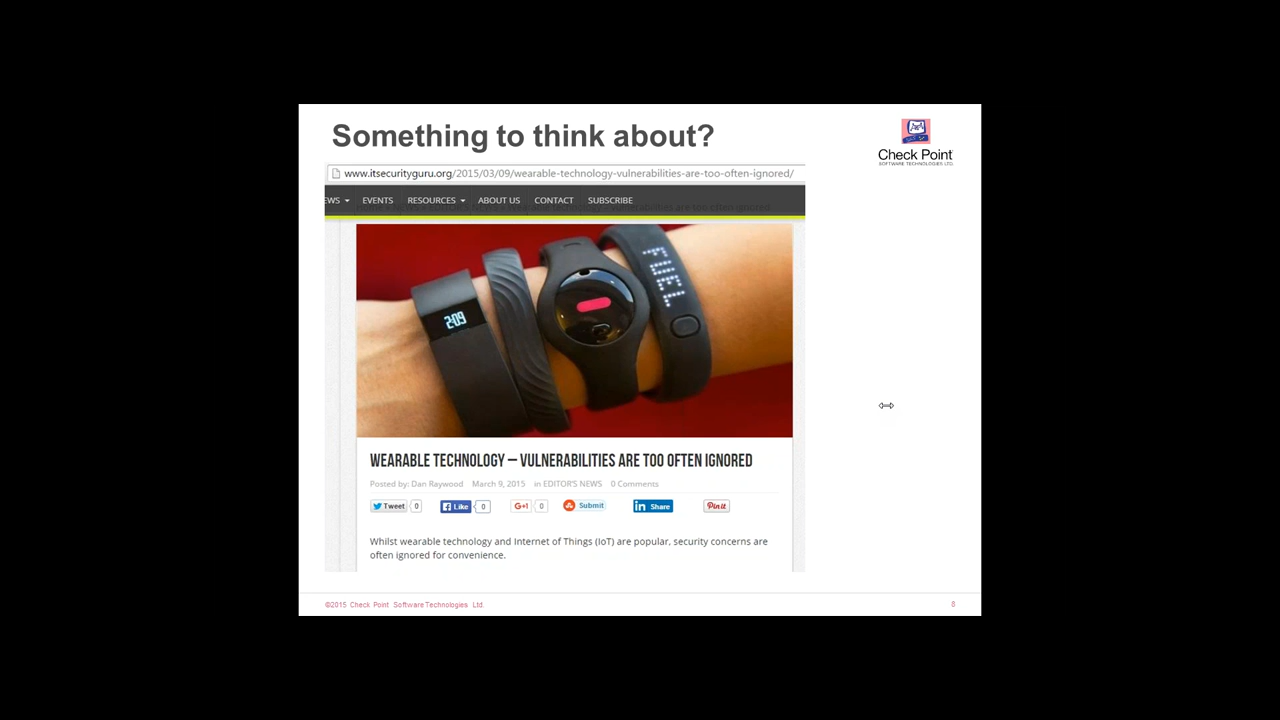 Something to think about?
Check Point
SOFTWARE TECHNOLOGIES LTD.
www.itsecurityguru.org/2015/03/09/wearable-technology-vulnerabilities-are-too-often-ignored/
EWS EVENTS RESOURCES ABOUT US CONTACT SUBSCRIBE
2:09
FUEL
WEARABLE TECHNOLOGY – VULNERABILITIES ARE TOO OFTEN IGNORED
Posted by: Dan Raywood March 9, 2015 in EDITOR'S NEWS 0 Comments
Tweet 0 Like 0 G+1 0 Submit in Share Pin it
Whilst wearable technology and Internet of Things (IoT) are popular, security concerns are
often ignored for convenience.
©2015 Check Point Software Technologies Ltd.
8